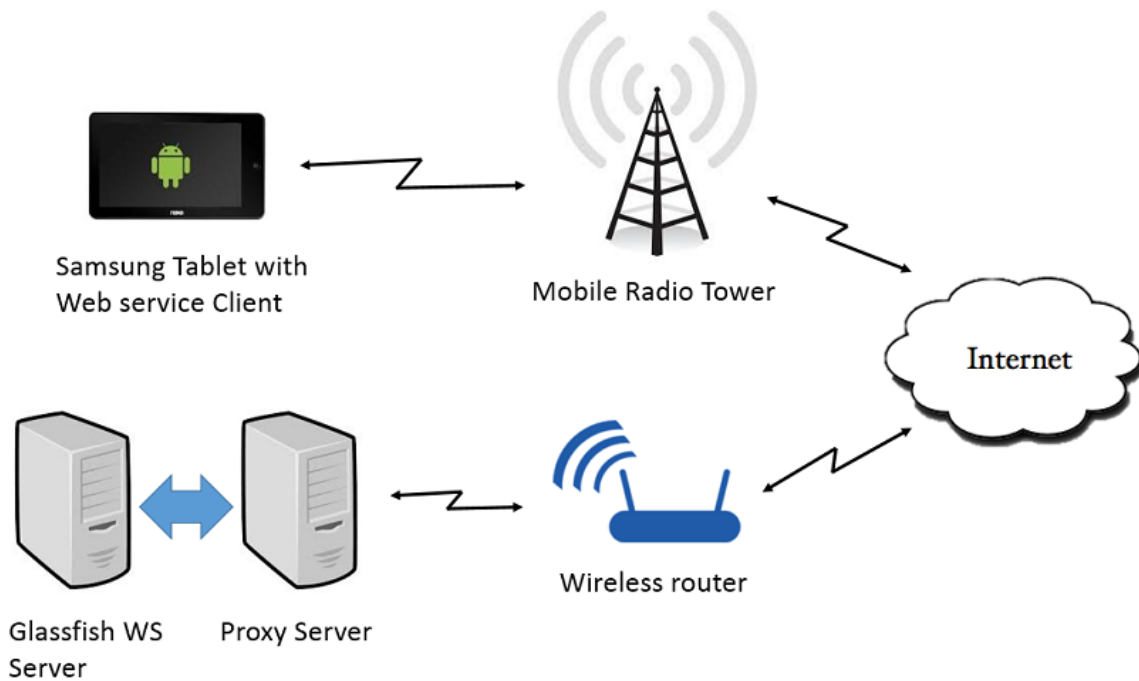 Samsung Tablet with
Web service Client
Mobile Radio Tower
Internet
Wireless router
Glassfish WS
Server
Proxy Server